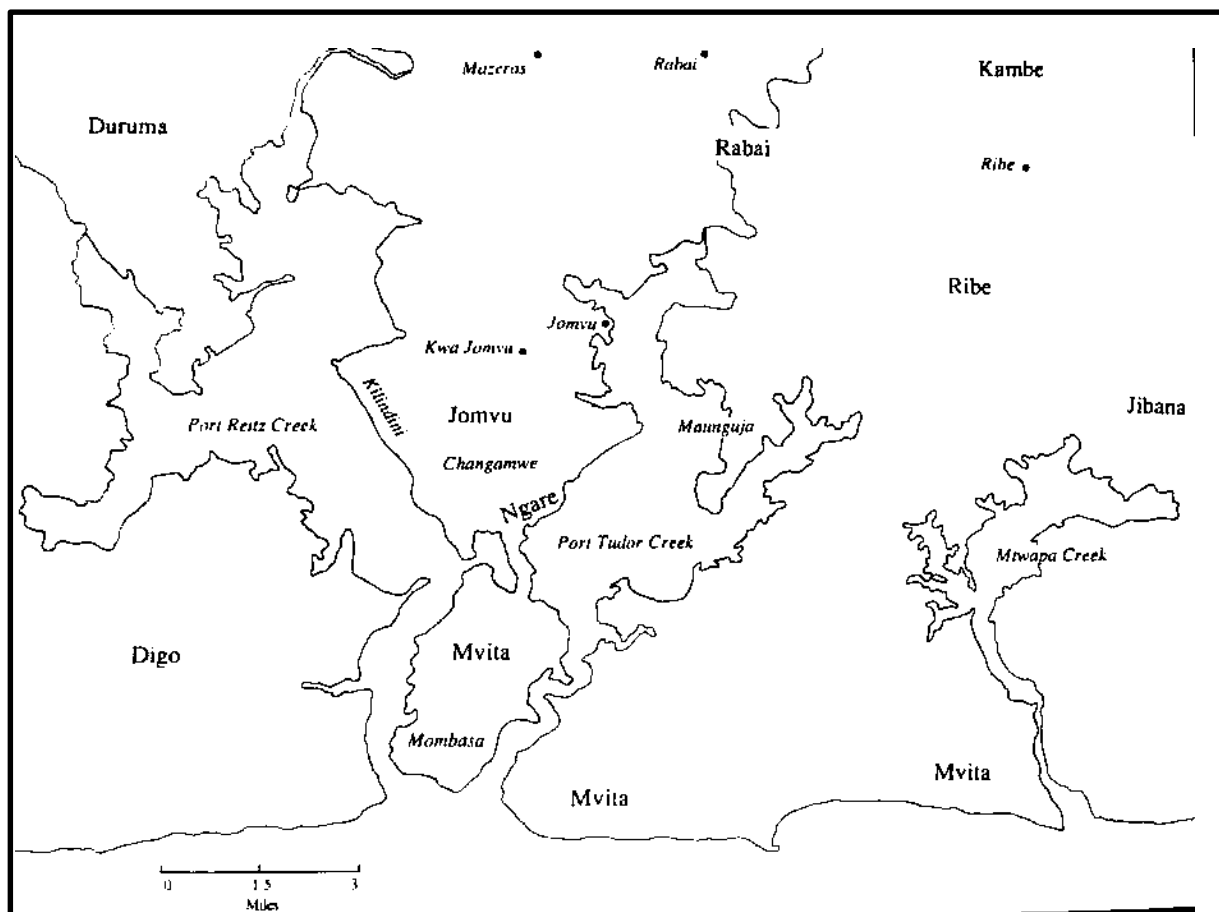 Mazeras
Rabai
Kambe
Duruma
Rabai
Ribe
Ribe
Jomvu
Kwa Jomvu
Kilindini
Jomvu
Jibana
Port Reitz Creek
Maunguja
Changamwe
Ngare
Port Tudor Creek
Mtwapa Creek
Digo
Mvita
Mombasa
Mvita
Mvita
0 1.5 3
Miles